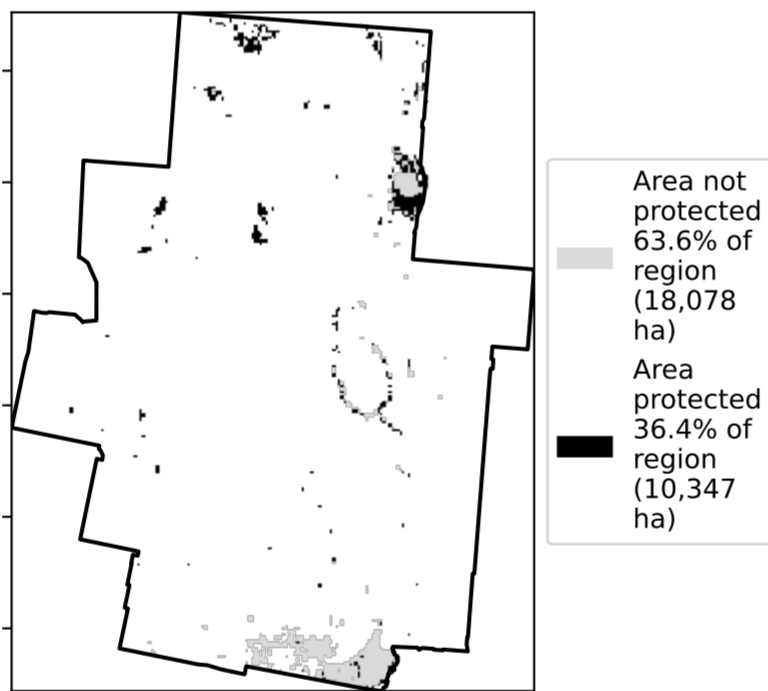 Area not
protected
63.6% of
region
(18,078
ha)
Area
protected
36.4% of
region
(10,347
ha)